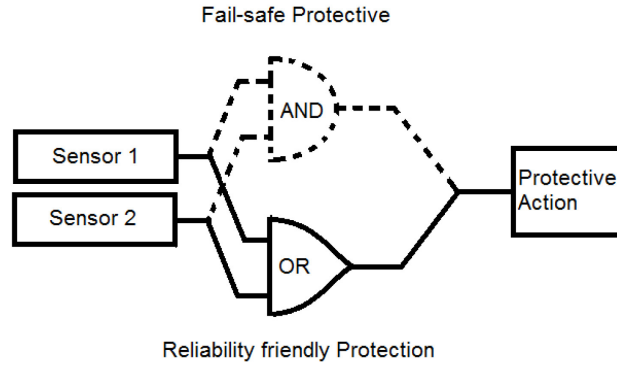 Fail-safe Protective
AND
Sensor 1
Sensor 2
Protective
Action
OR
Reliability friendly Protection